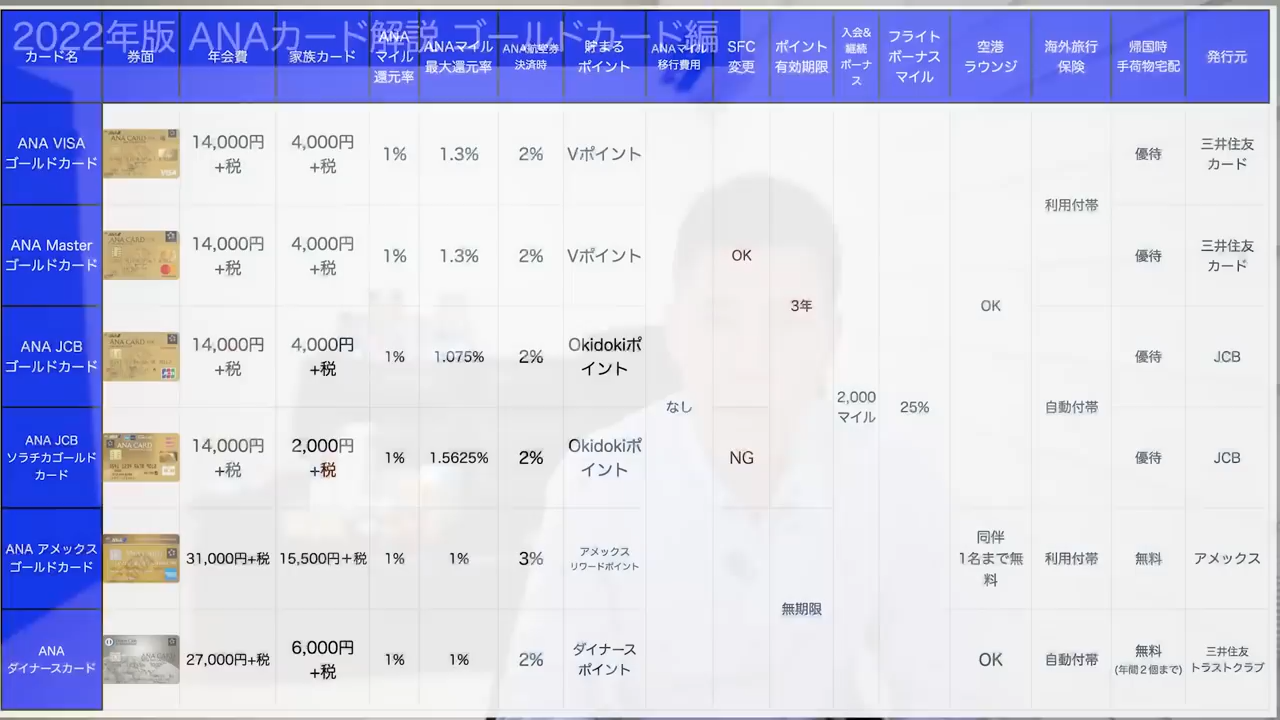 2022年版 ANAカード解説 ゴールドカード編
カード名
券面
年会費
家族カード
ANA
マイル
還元率
ANAマイル
最大還元率
ANA航空券
決済時
貯まる
ポイント
ANAマイル
移行費用
SFC
変更
ポイント
有効期限
入会&
継続
ボーナ
ス
フライト
ボーナス
マイル
空港
ラウンジ
海外旅行
保険
帰国時
手荷物宅配
発行元
ANA VISA
ゴールドカード
14,000円
+税
4,000円
+税
1%
1.3%
2%
Vポイント
優待
三井住友
カード
利用付帯
ANA Master
ゴールドカード
14,000円
+税
4,000円
+税
1%
1.3%
2%
Vポイント
OK
優待
三井住友
カード
3年
OK
ANA JCB
ゴールドカード
14,000円
+税
4,000円
+税
1%
1.075%
2%
Okidokiポ
イント
優待
JCB
なし
2,000
マイル
25%
自動付帯
ANA JCB
ソラチカゴールド
カード
14,000円
+税
2,000円
+税
1%
1.5625%
2%
Okidokiポ
イント
NG
優待
JCB
ANA アメックス
ゴールドカード
31,000円+税
15,500円+税
1%
1%
3%
アメックス
リワードポイント
同伴
1名まで無
料
利用付帯
無料
アメックス
無期限
ANA
ダイナースカード
27,000円+税
6,000円
+税
1%
1%
2%
ダイナース
ポイント
OK
自動付帯
無料
(年間2個まで)
三井住友
トラストクラブ